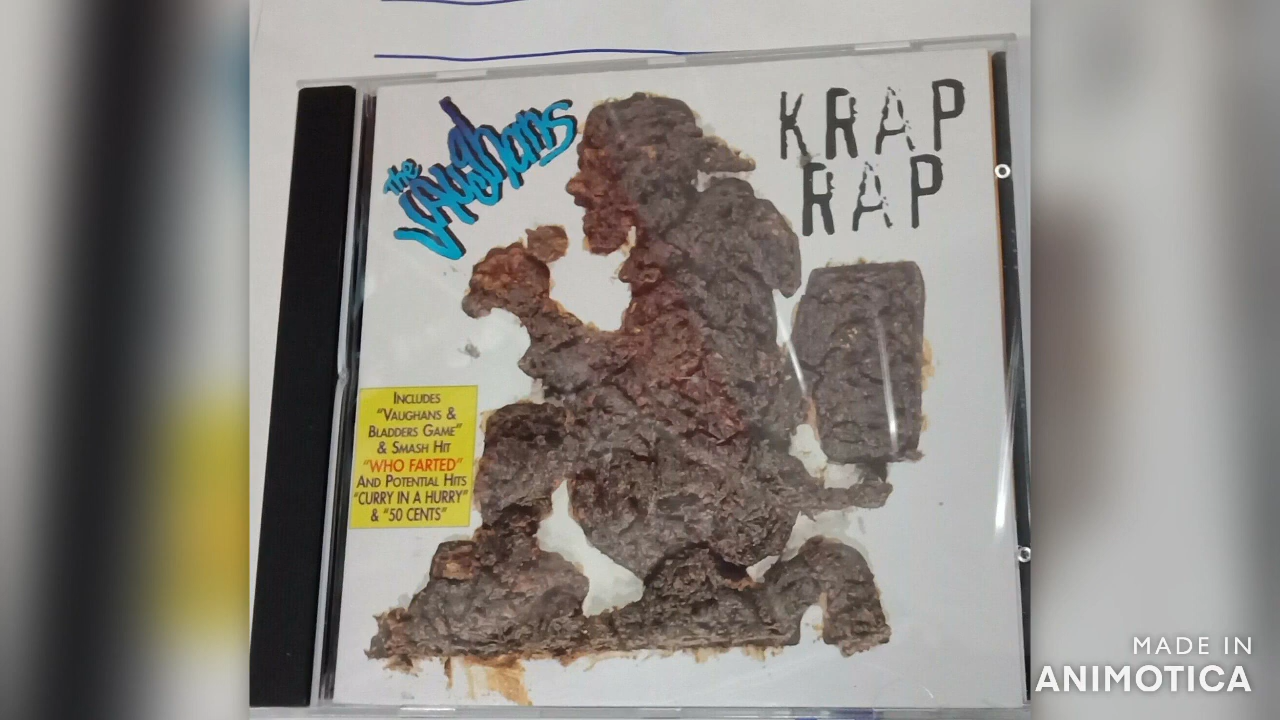 The Vaughans
KRAP
RAP
INCLUDES
"VAUGHANS &
BLADDERS GAME"
& SMASH HIT
"WHO FARTED"
AND POTENTIAL HITS
"CURRY IN A HURRY"
& "50 CENTS"
MADE IN
ANIMOTICA